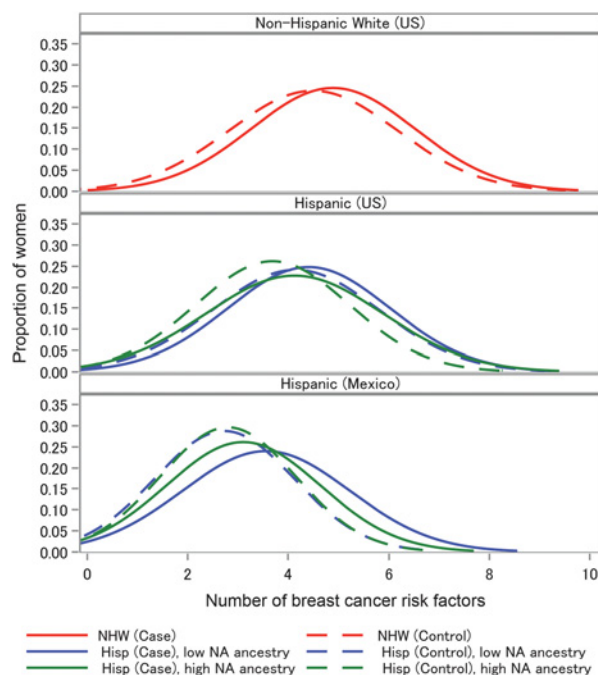 Non-Hispanic White (US)
0.35
0.30
0.25
0.20
0.15
0.10
0.05
0.00
Hispanic (US)
0.35
0.30
0.25
0.20
0.15
0.10
0.05
0.00
Hispanic (Mexico)
0.35
0.30
0.25
0.20
0.15
0.10
0.05
0.00
Proportion of women
0 2 4 6 8 10
Number of breast cancer risk factors
NHW (Case) NHW (Control)
Hisp (Case), low NA ancestry Hisp (Control), low NA ancestry
Hisp (Case), high NA ancestry Hisp (Control), high NA ancestry